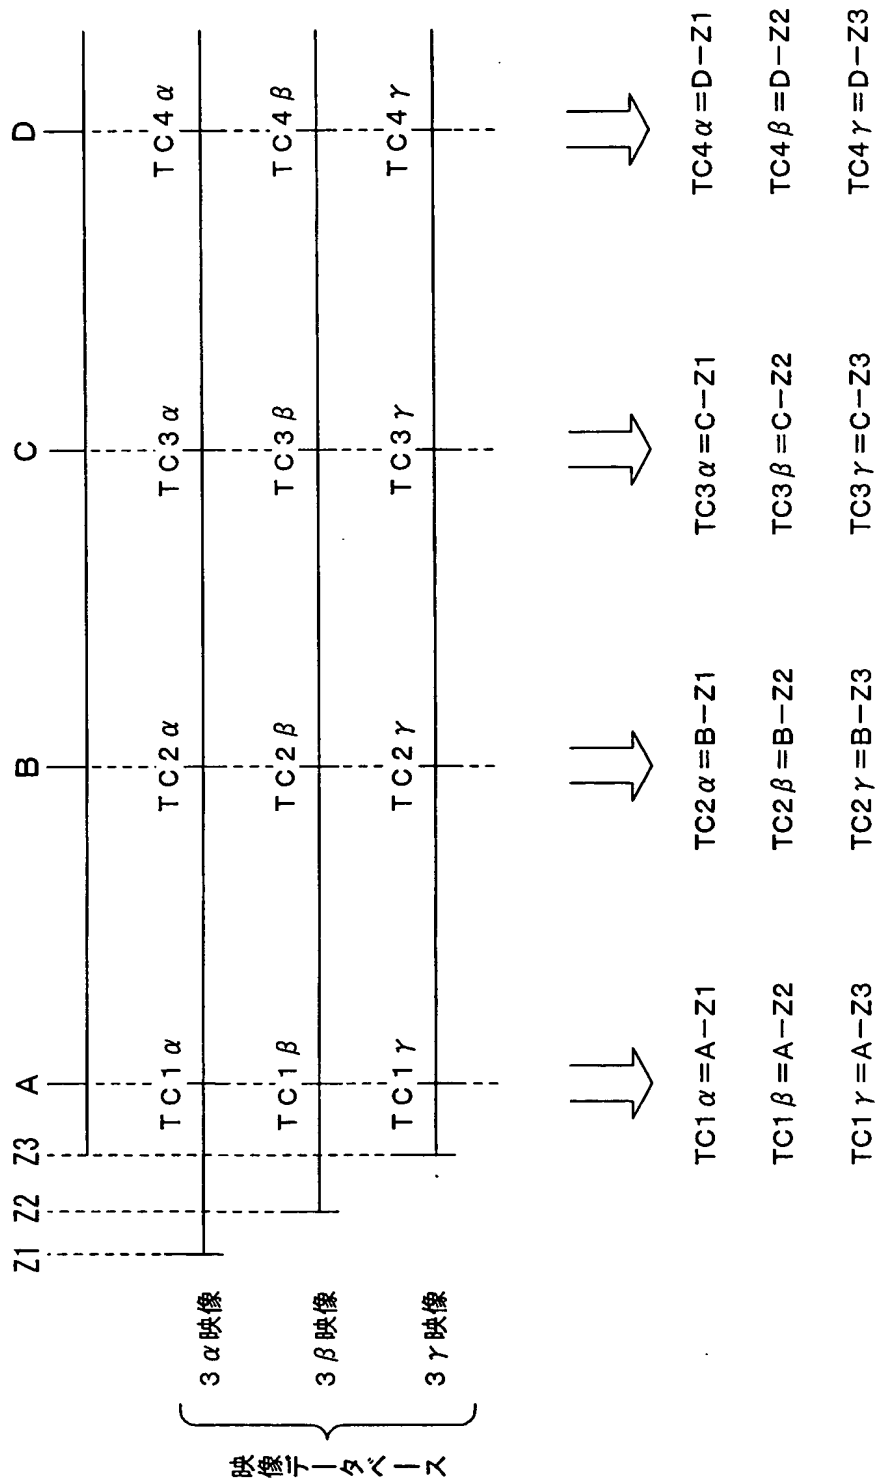 Z1 Z2 Z3 A B C D
3α映像 TC1α TC2α TC3α TC4α
3β映像 TC1β TC2β TC3β TC4β
3γ映像 TC1γ TC2γ TC3γ TC4γ
映像データベース
TC1α=A−Z1 TC2α=B−Z1 TC3α=C−Z1 TC4α=D−Z1
TC1β=A−Z2 TC2β=B−Z2 TC3β=C−Z2 TC4β=D−Z2
TC1γ=A−Z3 TC2γ=B−Z3 TC3γ=C−Z3 TC4γ=D−Z3